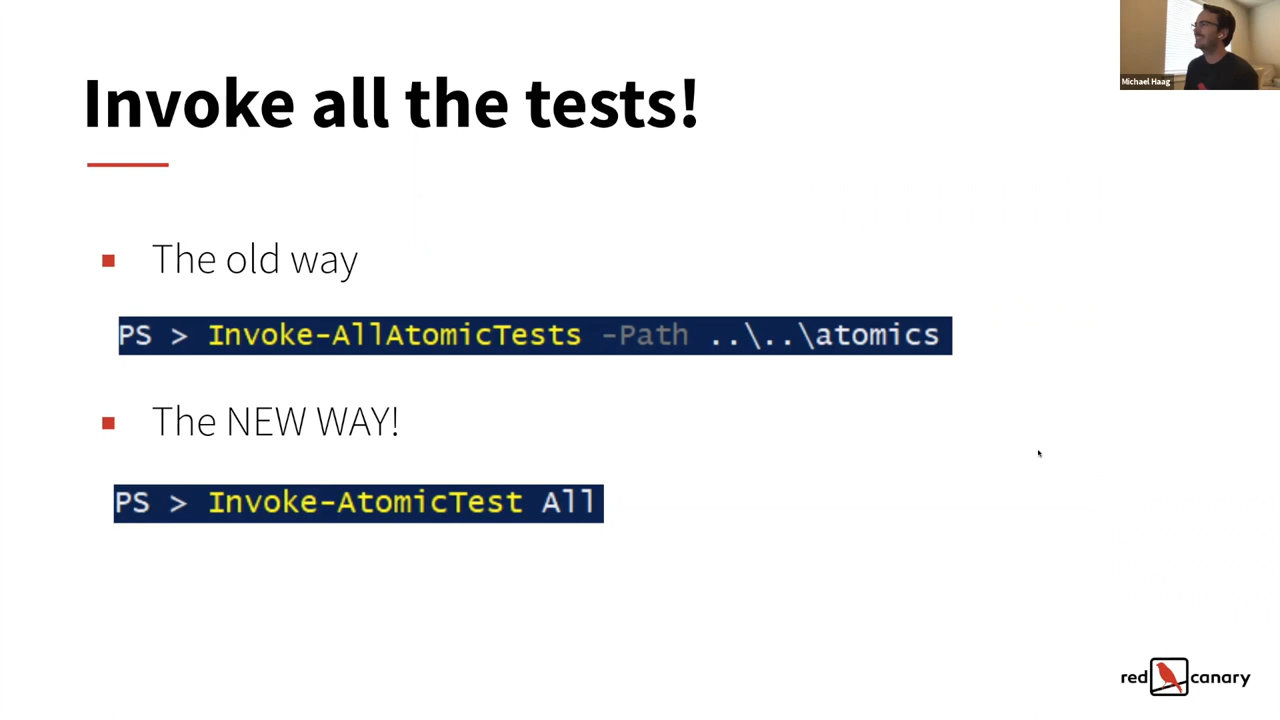 Michael Haag
Invoke all the tests!
The old way
PS > Invoke-AllAtomicTests -Path ..\..\atomics
The NEW WAY!
PS > Invoke-AtomicTest All
red canary